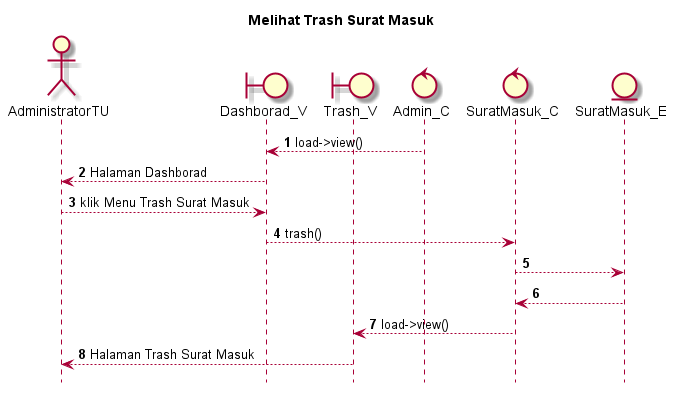 Melihat Trash Surat Masuk
AdministratorTU
Dashborad_V
Trash_V
Admin_C
SuratMasuk_C
SuratMasuk_E
1 load->view()
2 Halaman Dashborad
3 klik Menu Trash Surat Masuk
4 trash()
5
6
7 load->view()
8 Halaman Trash Surat Masuk